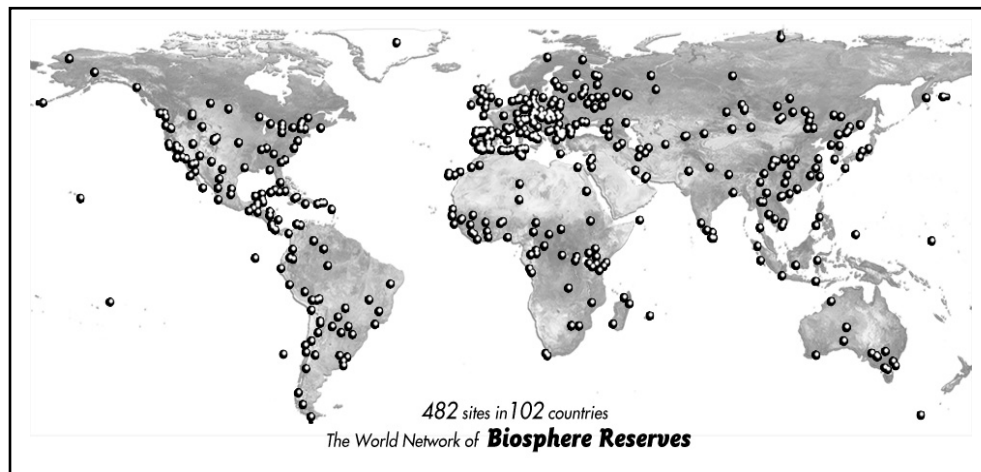 482 sites in 102 countries
The World Network of Biosphere Reserves